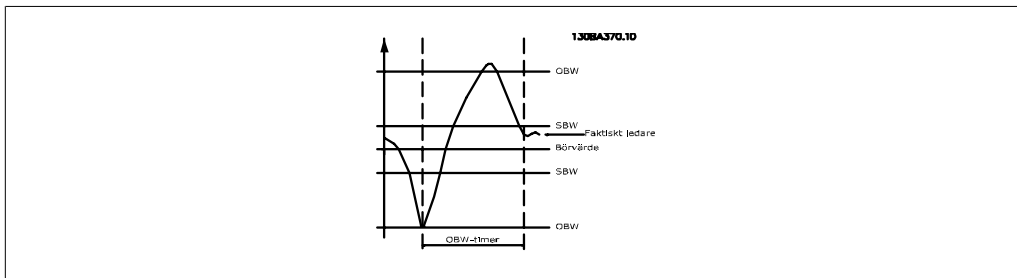 130BA370.10
OBW
SBW
Faktiskt ledare
Börvärde
SBW
OBW
OBW-timer